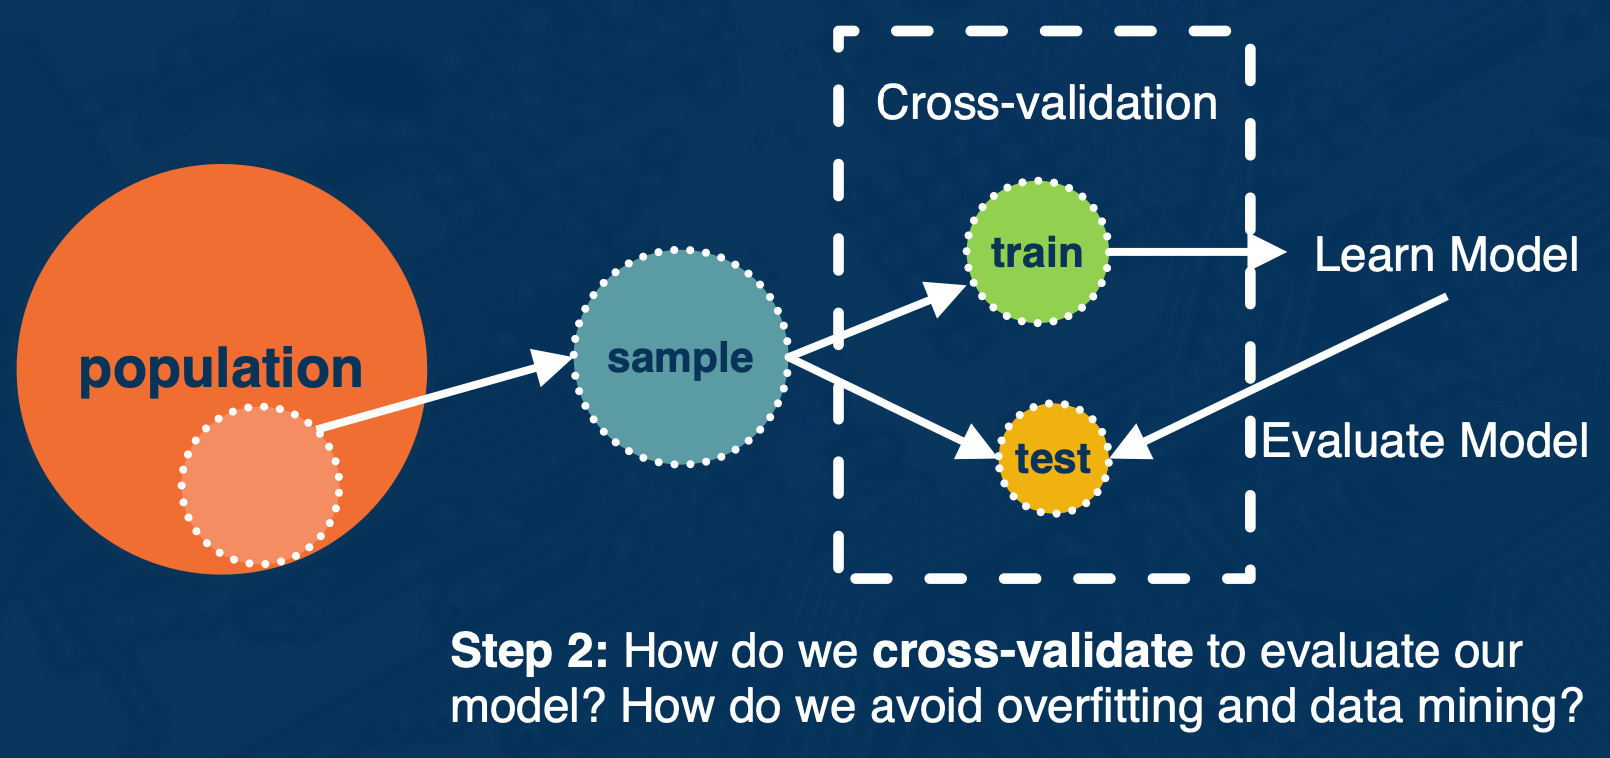 Cross-validation
population
sample
train
test
Learn Model
Evaluate Model
Step 2: How do we cross-validate to evaluate our
model? How do we avoid overfitting and data mining?